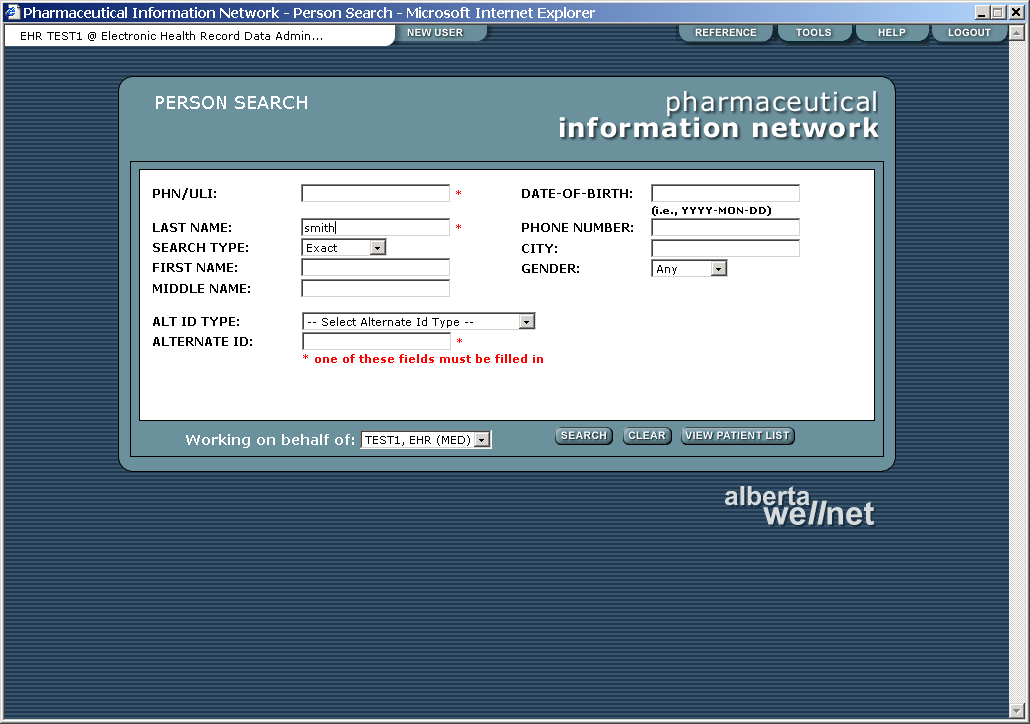 Pharmaceutical Information Network - Person Search - Microsoft Internet Explorer
EHR TEST1 @ Electronic Health Record Data Admin...
NEW USER
REFERENCE
TOOLS
HELP
LOGOUT
PERSON SEARCH
pharmaceutical
information network
PHN/ULI: *
DATE-OF-BIRTH:
(i.e., YYYY-MON-DD)
LAST NAME: smith *
PHONE NUMBER:
SEARCH TYPE: Exact
CITY:
FIRST NAME:
GENDER: Any
MIDDLE NAME:
ALT ID TYPE: -- Select Alternate Id Type --
ALTERNATE ID: *
* one of these fields must be filled in
Working on behalf of: TEST1, EHR (MED)
SEARCH
CLEAR
VIEW PATIENT LIST
alberta
wellnet